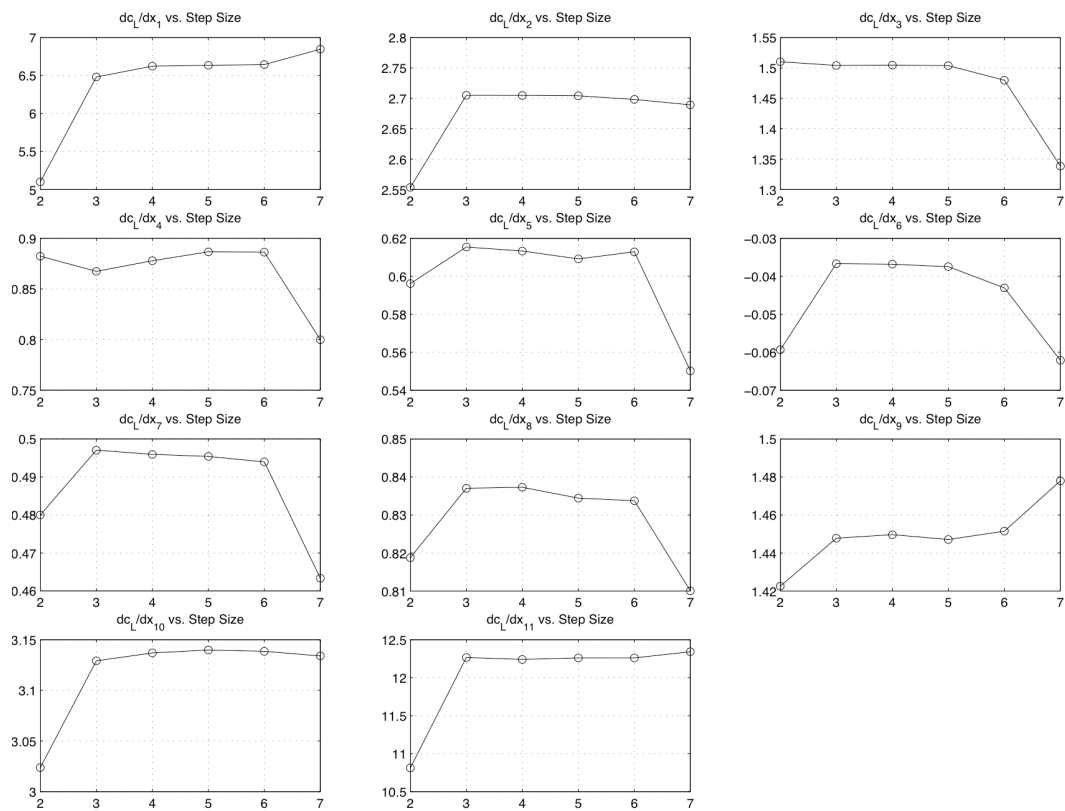 dc_L/dx_1 vs. Step Size
7
6.5
6
5.5
5
2 3 4 5 6 7
dc_L/dx_2 vs. Step Size
2.8
2.75
2.7
2.65
2.6
2.55
2 3 4 5 6 7
dc_L/dx_3 vs. Step Size
1.55
1.5
1.45
1.4
1.35
1.3
2 3 4 5 6 7
dc_L/dx_4 vs. Step Size
0.9
0.85
0.8
0.75
2 3 4 5 6 7
dc_L/dx_5 vs. Step Size
0.62
0.6
0.58
0.56
0.54
2 3 4 5 6 7
dc_L/dx_6 vs. Step Size
−0.03
−0.04
−0.05
−0.06
−0.07
2 3 4 5 6 7
dc_L/dx_7 vs. Step Size
0.5
0.49
0.48
0.47
0.46
2 3 4 5 6 7
dc_L/dx_8 vs. Step Size
0.85
0.84
0.83
0.82
0.81
2 3 4 5 6 7
dc_L/dx_9 vs. Step Size
1.5
1.48
1.46
1.44
1.42
2 3 4 5 6 7
dc_L/dx_10 vs. Step Size
3.15
3.1
3.05
3
2 3 4 5 6 7
dc_L/dx_11 vs. Step Size
12.5
12
11.5
11
10.5
2 3 4 5 6 7